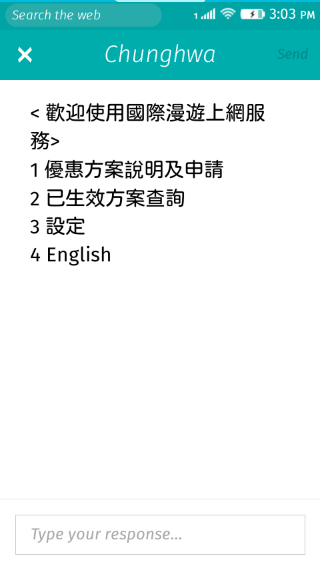 Search the web
1
3:03 PM
Chunghwa
Send
< 歡迎使用國際漫遊上網服
務>
1 優惠方案說明及申請
2 已生效方案查詢
3 設定
4 English
Type your response...